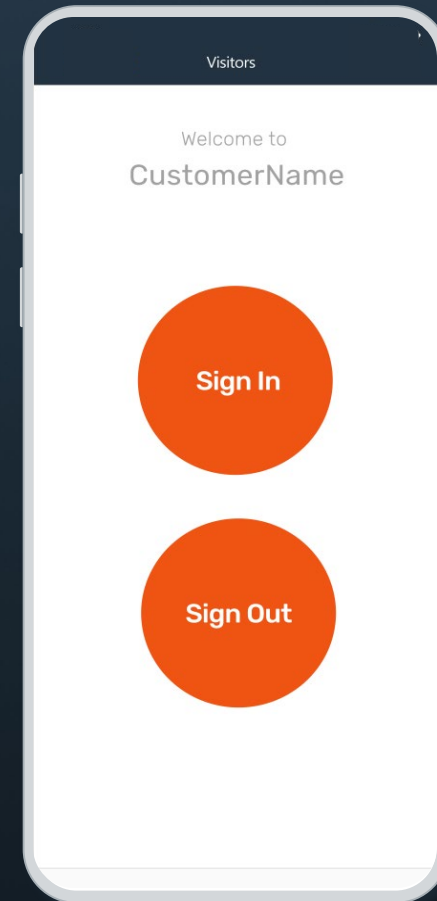 Visitors
Welcome to
CustomerName
Sign In
Sign Out